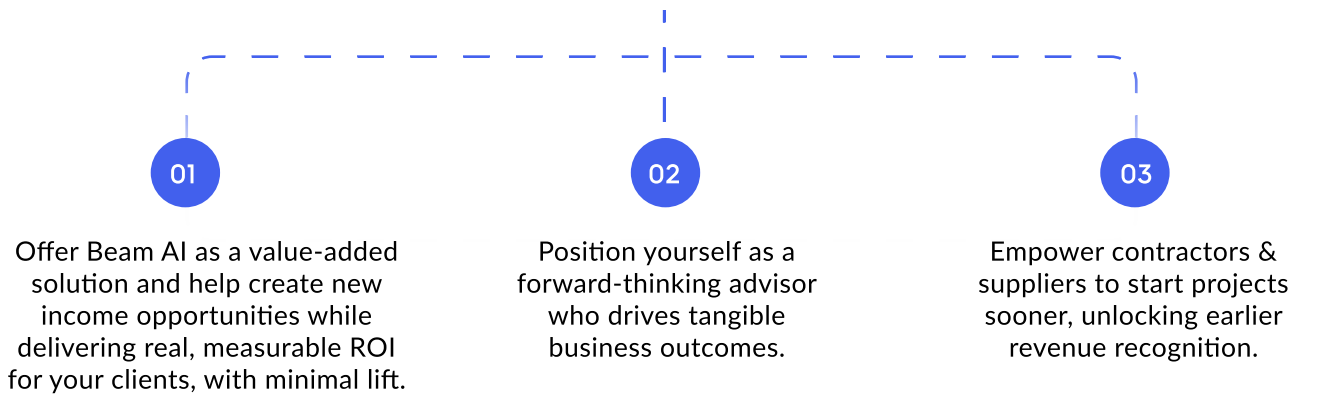 01
Offer Beam AI as a value-added
solution and help create new
income opportunities while
delivering real, measurable ROI
for your clients, with minimal lift.
02
Position yourself as a
forward-thinking advisor
who drives tangible
business outcomes.
03
Empower contractors &
suppliers to start projects
sooner, unlocking earlier
revenue recognition.